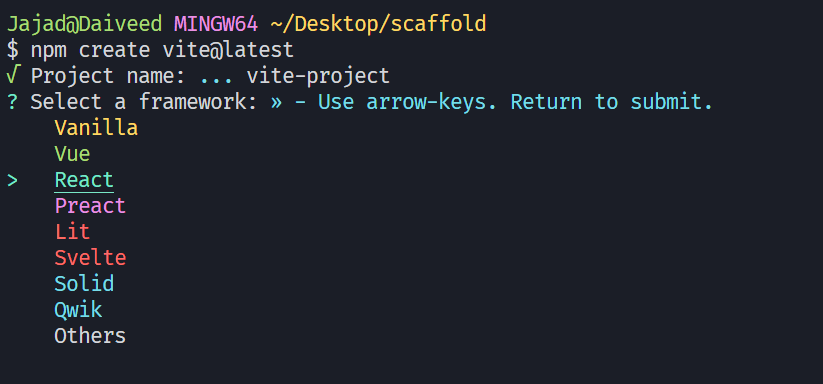 Jajad@Daiveed MINGW64 ~/Desktop/scaffold
$ npm create vite@latest
√ Project name: ... vite-project
? Select a framework: » - Use arrow-keys. Return to submit.
Vanilla
Vue
> React
Preact
Lit
Svelte
Solid
Qwik
Others